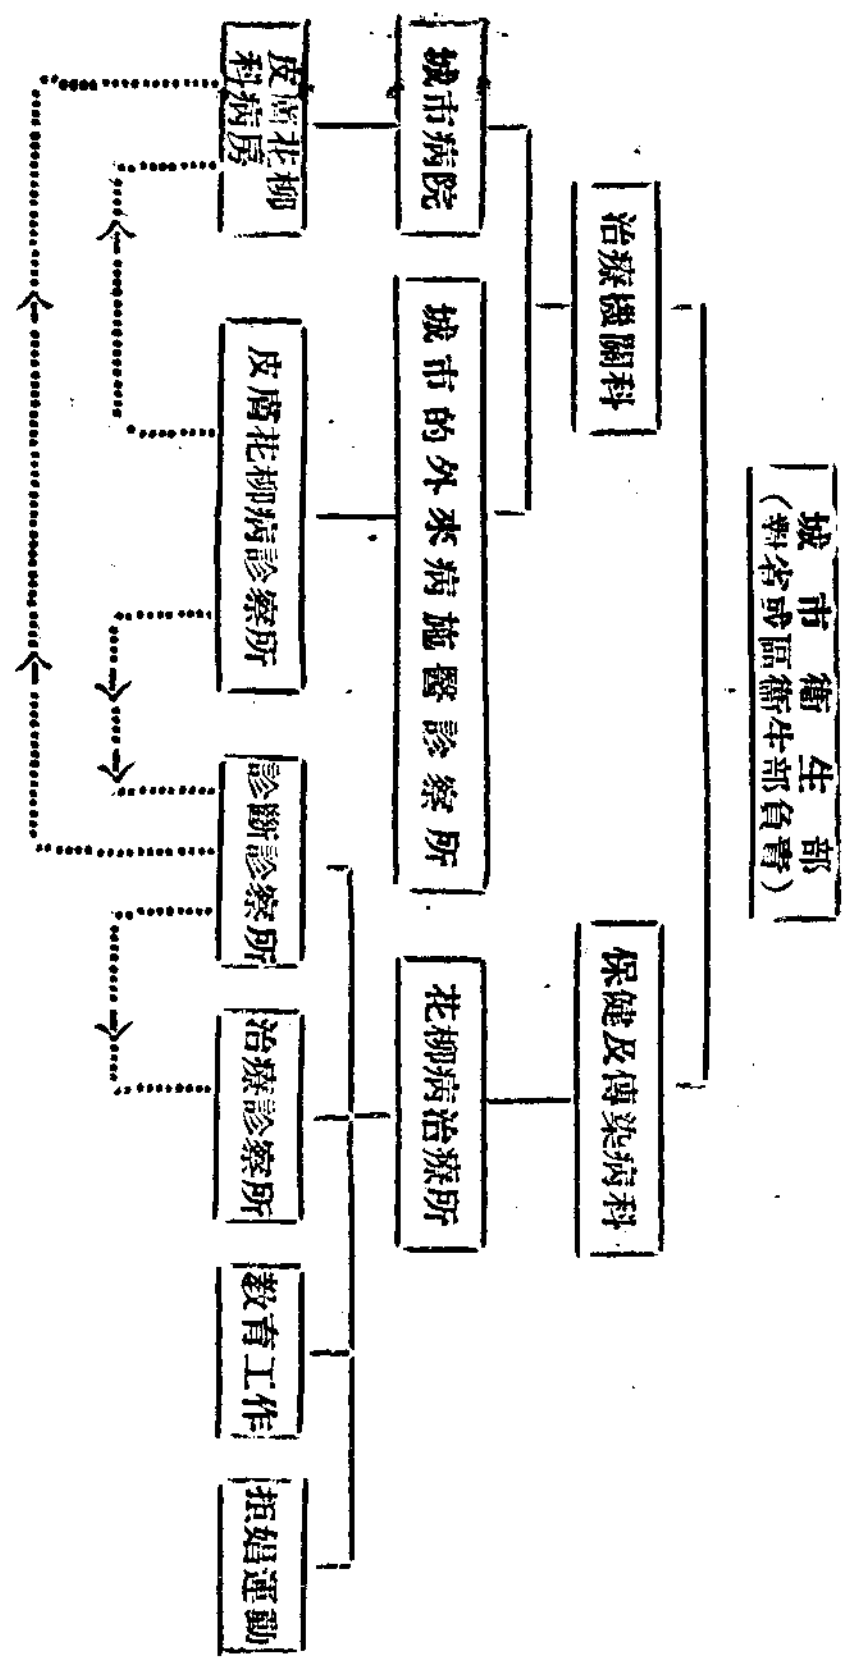 城市衛生部
(對省或區衛生部負責)
治療機關科
保健及傳染病科
城市病院
城市的外來病施醫診察所
花柳病治療所
皮膚花柳
科病房
皮膚花柳病診察所
診斷診察所
治療診察所
教育工作
拒娼運動